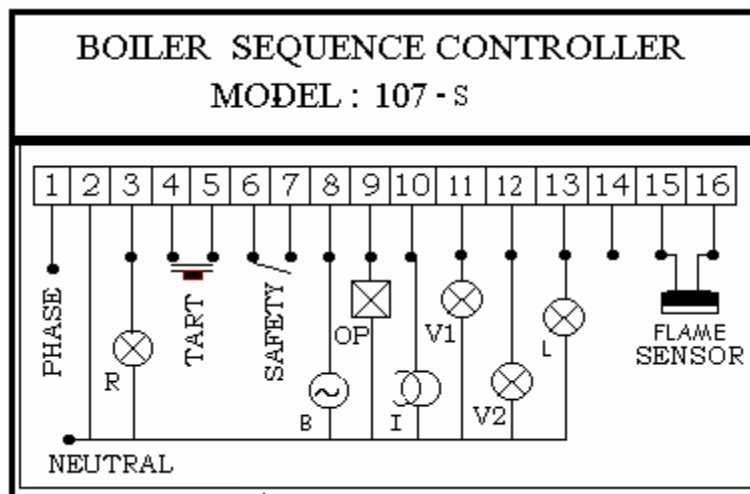 BOILER SEQUENCE CONTROLLER
MODEL : 107 - S
1 2 3 4 5 6 7 8 9 10 11 12 13 14 15 16
PHASE
R
TART
SAFETY
B
OP
I
V1
V2
L
FLAME
SENSOR
NEUTRAL